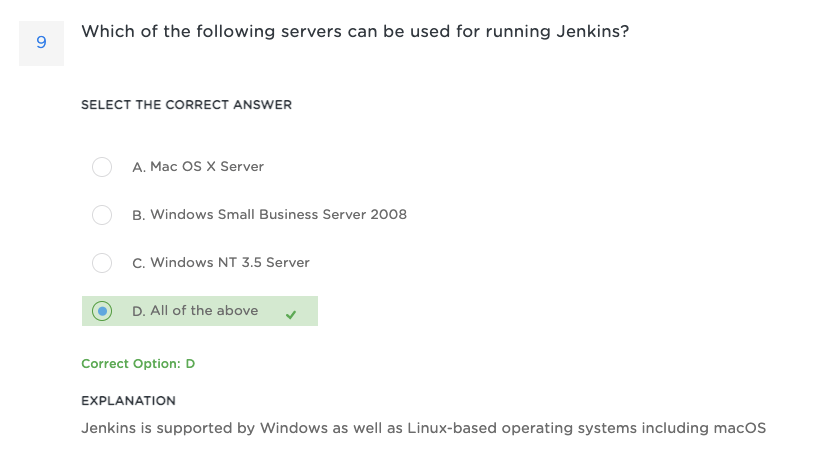 9
Which of the following servers can be used for running Jenkins?
SELECT THE CORRECT ANSWER
A. Mac OS X Server
B. Windows Small Business Server 2008
C. Windows NT 3.5 Server
D. All of the above
Correct Option: D
EXPLANATION
Jenkins is supported by Windows as well as Linux-based operating systems including macOS